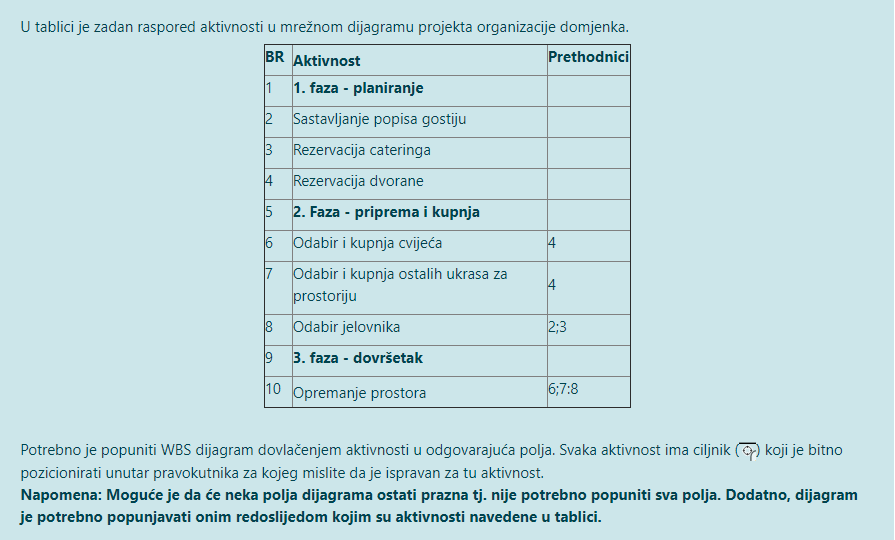 U tablici je zadan raspored aktivnosti u mrežnom dijagramu projekta organizacije domjenka.
BR Aktivnost Prethodnici
1 1. faza - planiranje
2 Sastavljanje popisa gostiju
3 Rezervacija cateringa
4 Rezervacija dvorane
5 2. Faza - priprema i kupnja
6 Odabir i kupnja cvijeća 4
7 Odabir i kupnja ostalih ukrasa za
prostoriju 4
8 Odabir jelovnika 2;3
9 3. faza - dovršetak
10 Opremanje prostora 6;7:8
Potrebno je popuniti WBS dijagram dovlačenjem aktivnosti u odgovarajuća polja. Svaka aktivnost ima ciljnik () koji je bitno
pozicionirati unutar pravokutnika za kojeg mislite da je ispravan za tu aktivnost.
Napomena: Moguće je da će neka polja dijagrama ostati prazna tj. nije potrebno popuniti sva polja. Dodatno, dijagram
je potrebno popunjavati onim redoslijedom kojim su aktivnosti navedene u tablici.